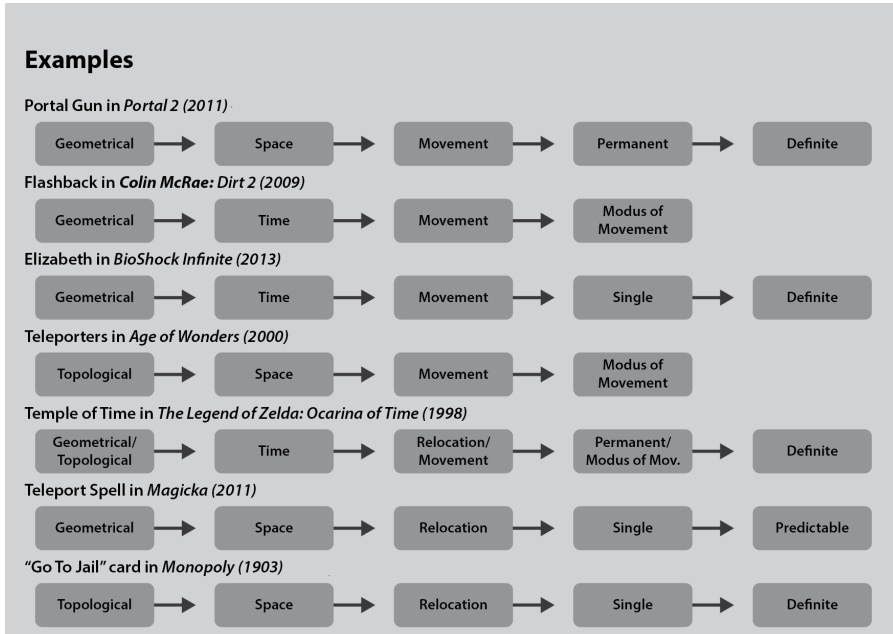 Examples
Portal Gun in Portal 2 (2011)
Geometrical Space Movement Permanent Definite
Flashback in Colin McRae: Dirt 2 (2009)
Geometrical Time Movement Modus of
Movement
Elizabeth in BioShock Infinite (2013)
Geometrical Time Movement Single Definite
Teleporters in Age of Wonders (2000)
Topological Space Movement Modus of
Movement
Temple of Time in The Legend of Zelda: Ocarina of Time (1998)
Geometrical/
Topological Time Relocation/
Movement Permanent/
Modus of Mov. Definite
Teleport Spell in Magicka (2011)
Geometrical Space Relocation Single Predictable
“Go To Jail” card in Monopoly (1903)
Topological Space Relocation Single Definite